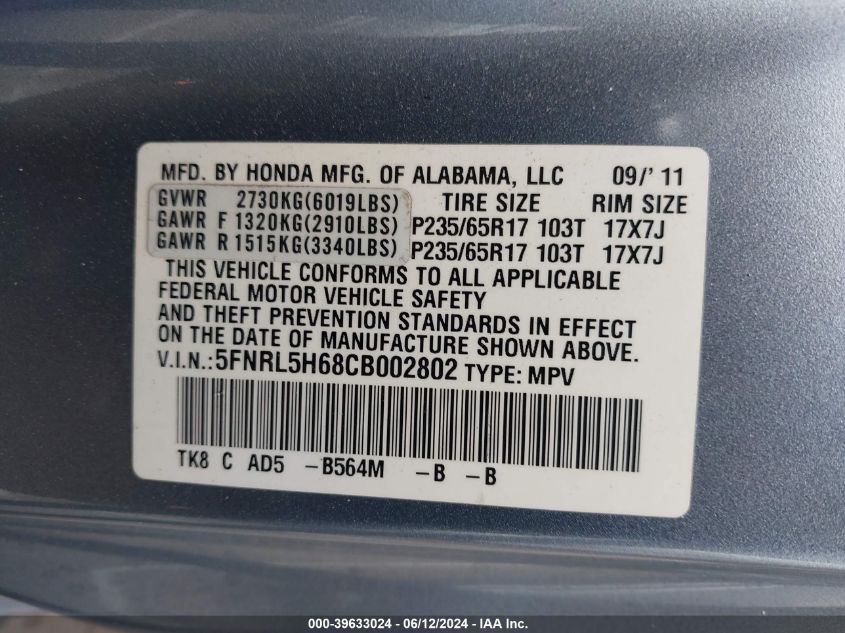 MFD. BY HONDA MFG. OF ALABAMA, LLC 09/' 11
GVWR 2730KG(6019LBS) TIRE SIZE RIM SIZE
GAWR F 1320KG(2910LBS) P235/65R17 103T 17X7J
GAWR R 1515KG(3340LBS) P235/65R17 103T 17X7J
THIS VEHICLE CONFORMS TO ALL APPLICABLE
FEDERAL MOTOR VEHICLE SAFETY
AND THEFT PREVENTION STANDARDS IN EFFECT
ON THE DATE OF MANUFACTURE SHOWN ABOVE.
V.I.N.: 5FNRL5H68CB002802 TYPE: MPV
TK8 C AD5 -B564M -B -B
000-39633024 - 06/12/2024 - IAA Inc.